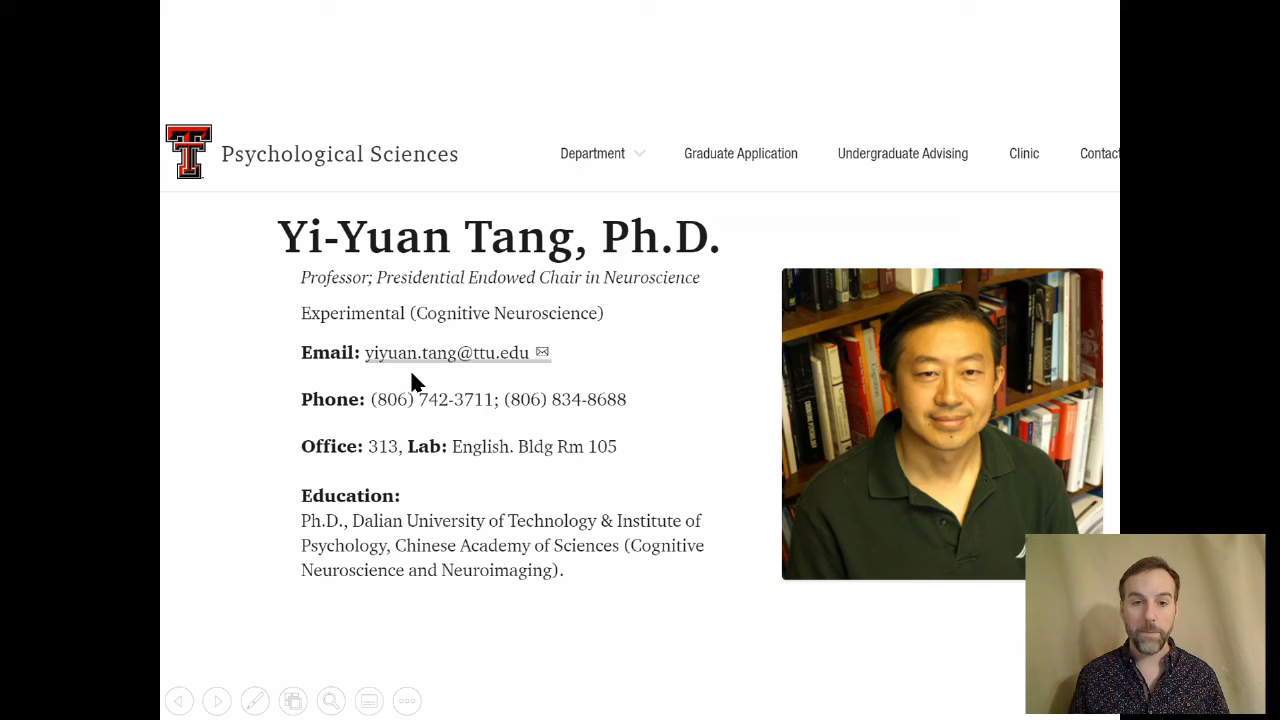 Psychological Sciences
Department
Graduate Application
Undergraduate Advising
Clinic
Contact
Yi-Yuan Tang, Ph.D.
Professor; Presidential Endowed Chair in Neuroscience
Experimental (Cognitive Neuroscience)
Email: yiyuan.tang@ttu.edu
Phone: (806) 742-3711; (806) 834-8688
Office: 313, Lab: English. Bldg Rm 105
Education:
Ph.D., Dalian University of Technology & Institute of
Psychology, Chinese Academy of Sciences (Cognitive
Neuroscience and Neuroimaging).